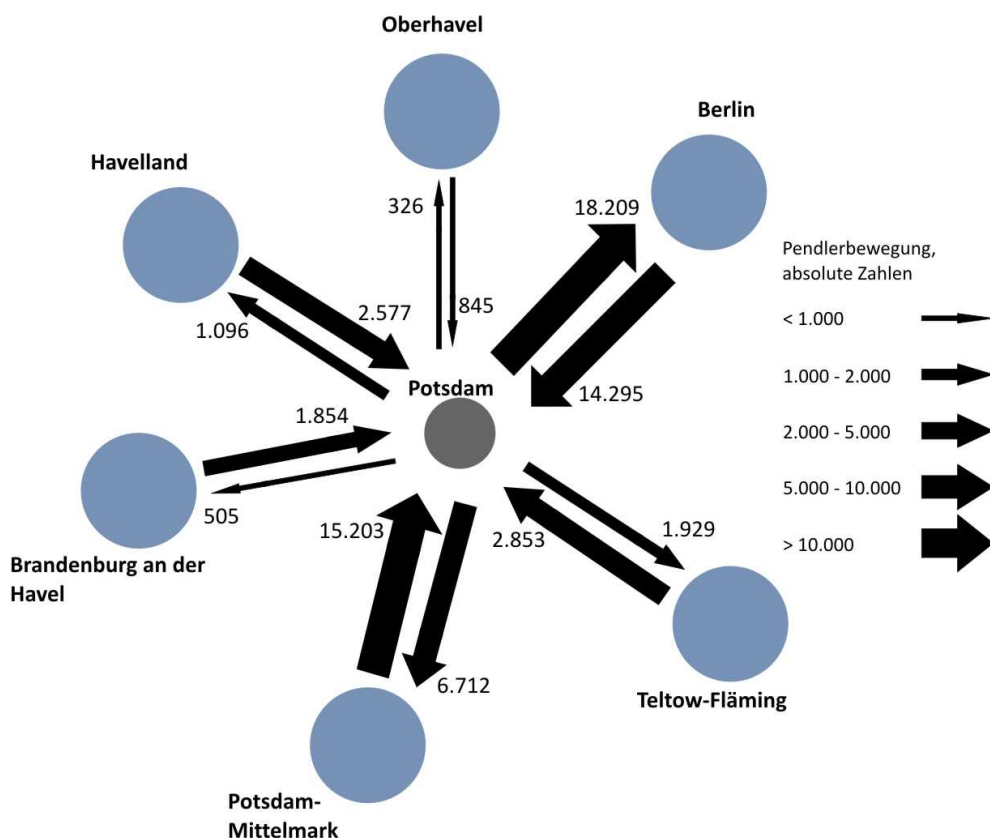 Oberhavel
Berlin
Havelland
326
18.209
Pendlerbewegung,
absolute Zahlen
845
2.577
1.096
< 1.000
Potsdam
1.000 - 2.000
14.295
1.854
2.000 - 5.000
5.000 - 10.000
505
15.203
2.853
1.929
> 10.000
Brandenburg an der
Havel
6.712
Teltow-Fläming
Potsdam-
Mittelmark